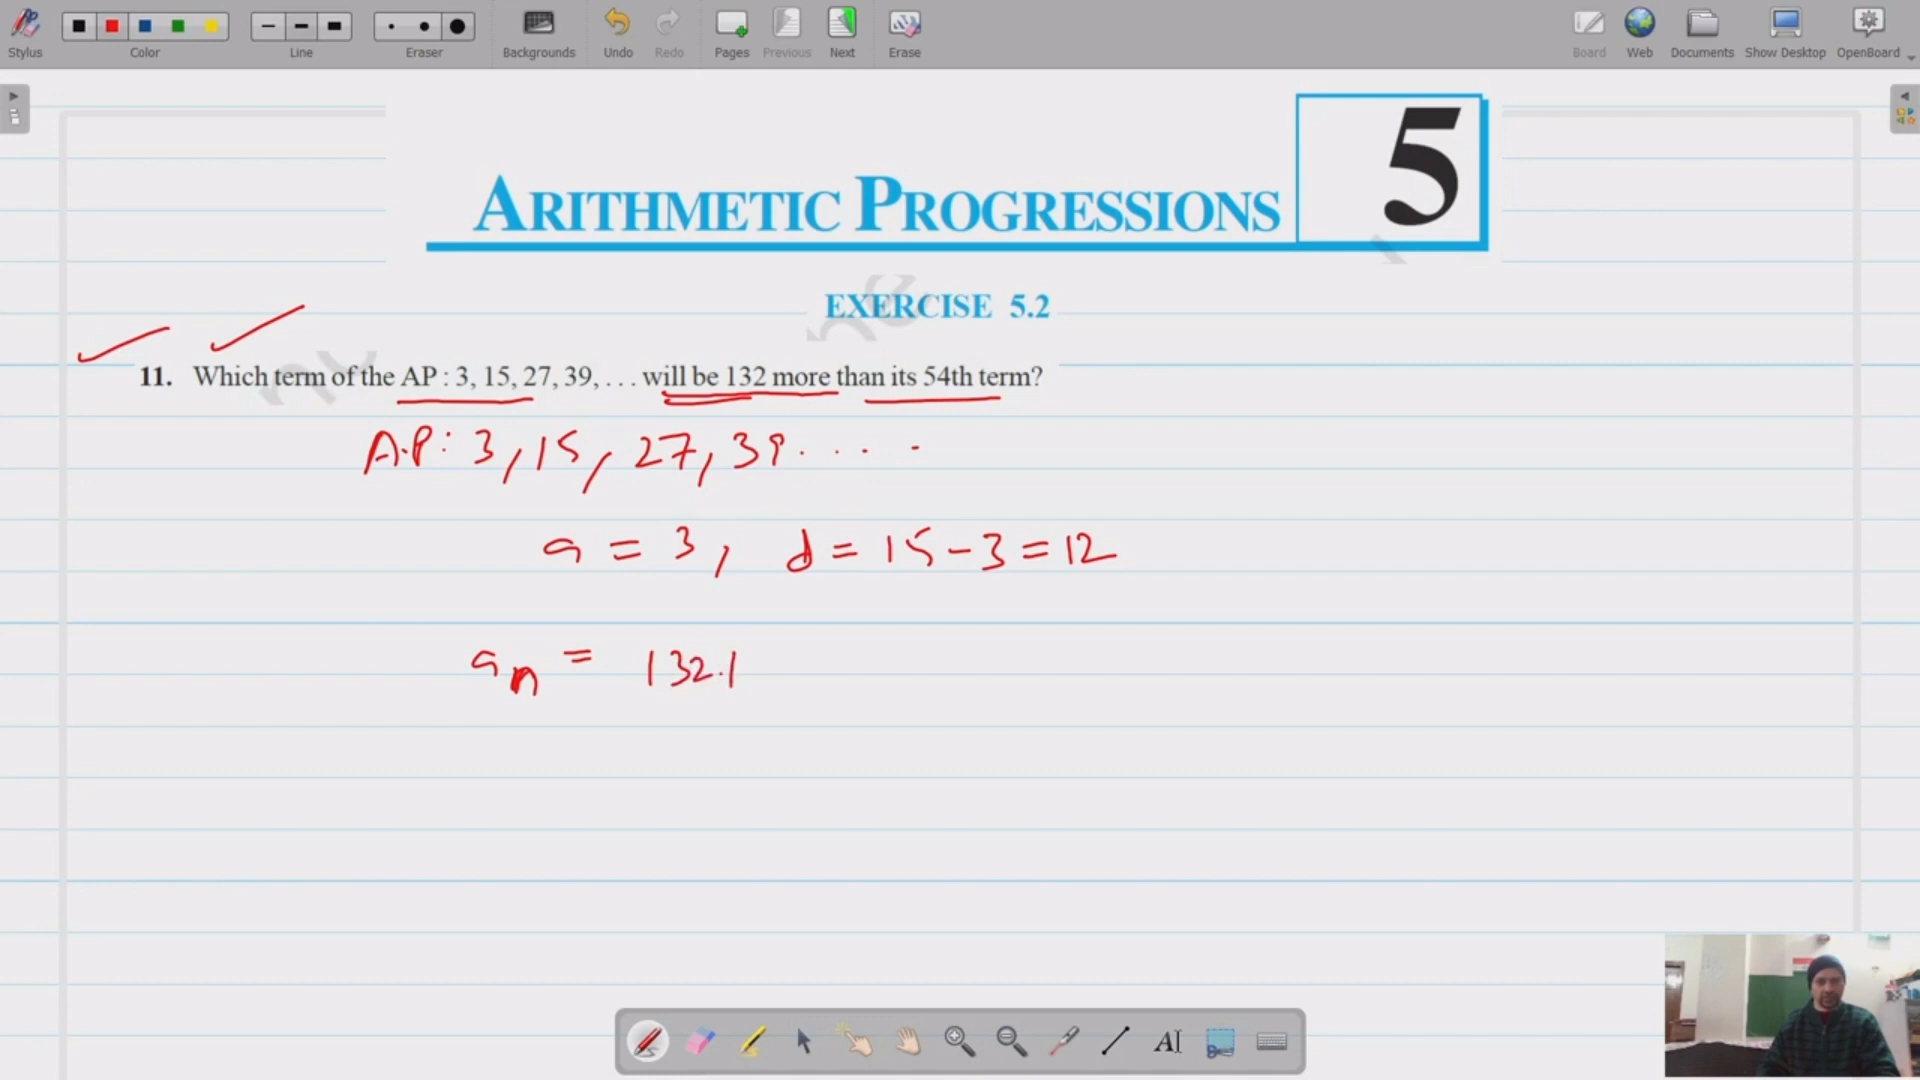 Stylus
Color
Line
Eraser
Backgrounds
Undo
Redo
Pages
Previous
Next
Erase
Board
Web
Documents
Show Desktop
OpenBoard
ARITHMETIC PROGRESSIONS
5
EXERCISE 5.2
11. Which term of the AP : 3, 15, 27, 39, . . . will be 132 more than its 54th term?
A.P: 3, 15, 27, 39. . . . .
a = 3, d = 15 - 3 = 12
an = 132.1
AI